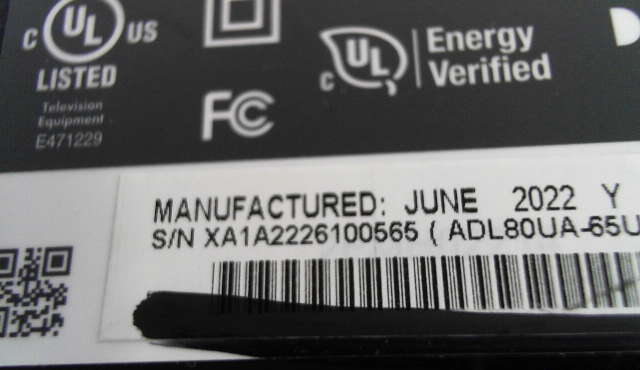 C UL US
LISTED
Television
Equipment
E471229
FC
C UL
Energy
Verified
MANUFACTURED: JUNE 2022 Y
S/N XA1A2226100565 ( ADL80UA-65U